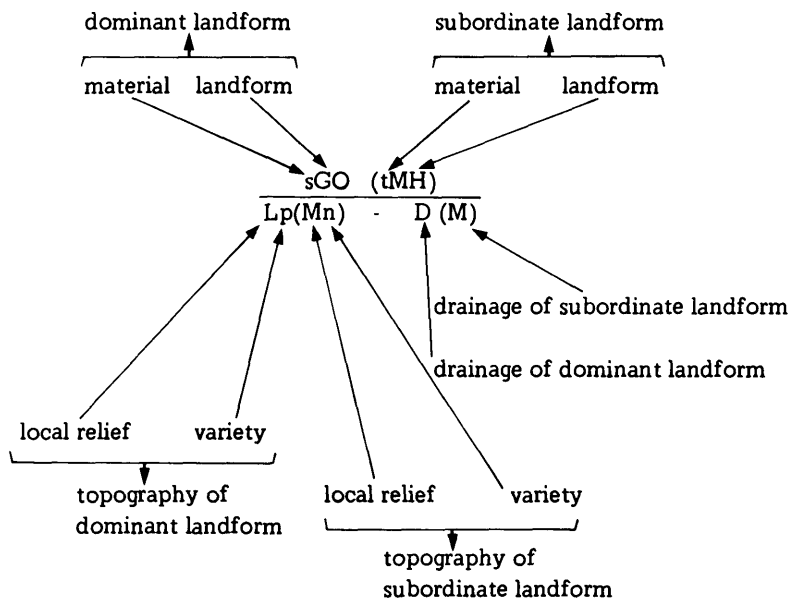 dominant landform subordinate landform
material landform material landform
sGO (tMH)
Lp(Mn) - D (M)
drainage of subordinate landform
drainage of dominant landform
local relief variety
local relief variety
topography of
dominant landform
topography of
subordinate landform